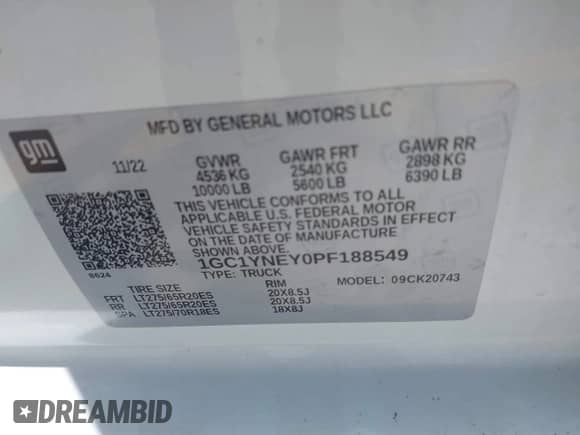 gm
MFD BY GENERAL MOTORS LLC
11/22 GVWR GAWR FRT GAWR RR
4536 KG 2540 KG 2898 KG
10000 LB 5600 LB 6390 LB
THIS VEHICLE CONFORMS TO ALL
APPLICABLE U.S. FEDERAL MOTOR
VEHICLE SAFETY STANDARDS IN EFFECT
ON THE DATE OF MANUFACTURE
SHOWN ABOVE.
1GC1YNEY0PF188549
8624 TYPE: TRUCK MODEL: 09CK20743
TIRE SIZE RIM
FRT LT275/65R20ES 20X8.5J
RR LT275/65R20ES 20X8.5J
SPA LT275/70R18ES 18X8J
DREAMBID